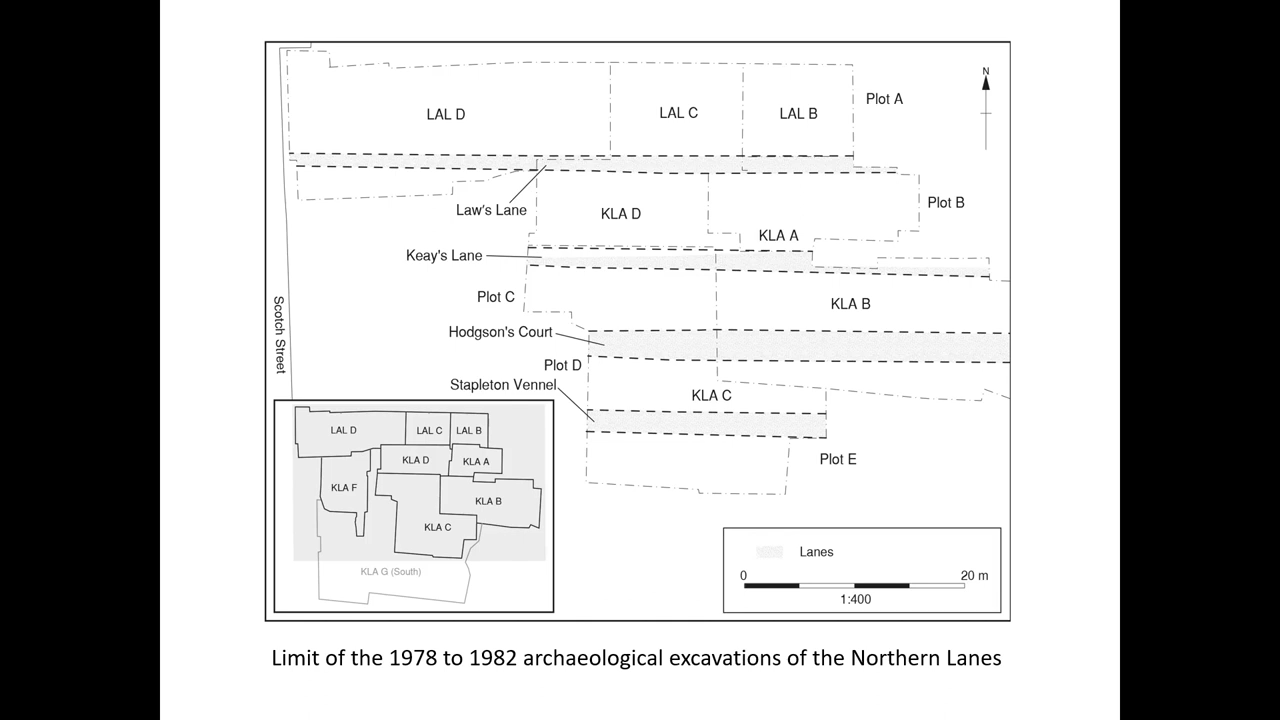 N
LAL D
LAL C
LAL B
Plot A
Law's Lane
KLA D
Plot B
KLA A
Keay's Lane
Plot C
KLA B
Hodgson's Court
Scotch Street
Plot D
Stapleton Vennel
KLA C
Plot E
LAL D
LAL C
LAL B
KLA D
KLA A
KLA F
KLA B
KLA C
KLA G (South)
Lanes
0
20 m
1:400
Limit of the 1978 to 1982 archaeological excavations of the Northern Lanes